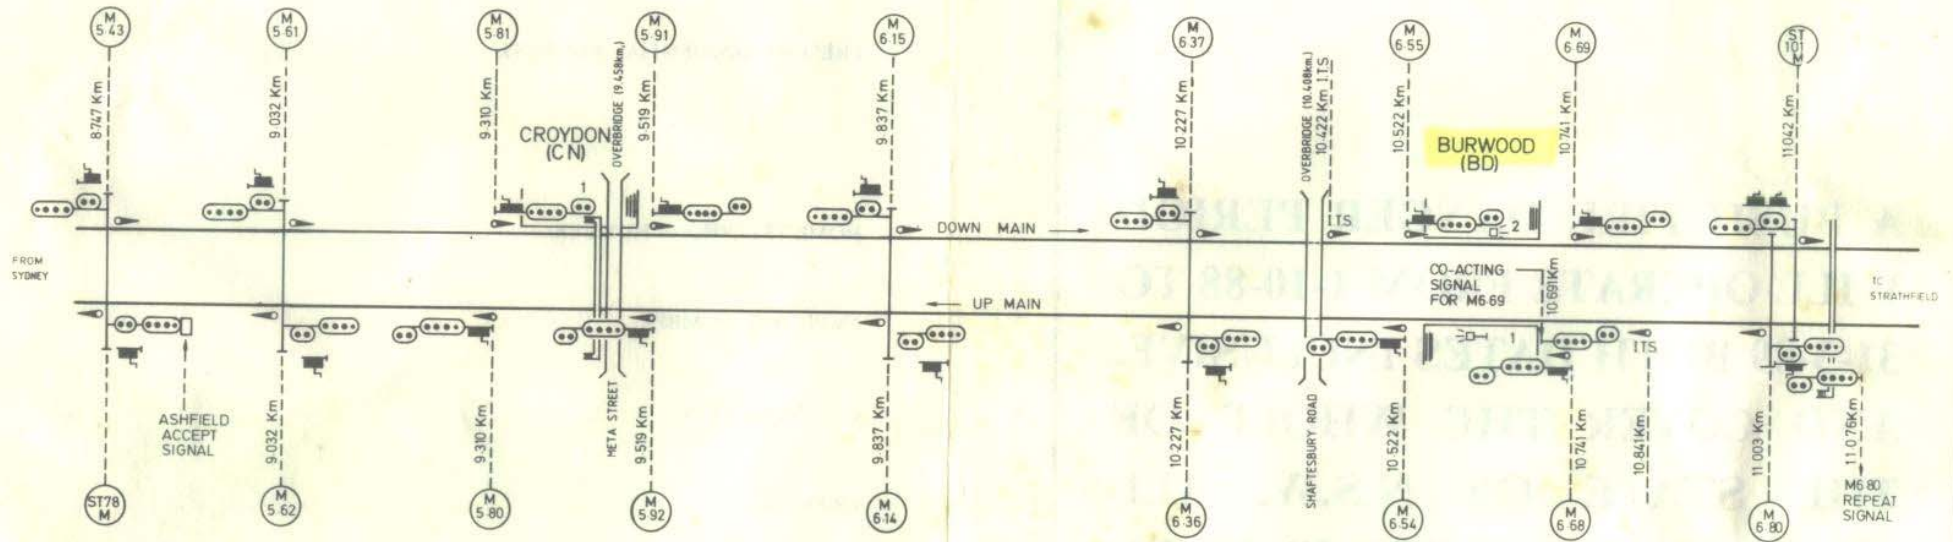 M
5·43
M
5·61
M
5·81
M
5·91
M
6·15
M
6·37
M
6·55
M
6·69
ST
101
M
8.747 Km
9.032 Km
9.310 Km
OVERBRIDGE (9.458km.)
9.519 Km
9.837 Km
10.227 Km
OVERBRIDGE (10.408km.)
10.422 Km I.T.S
10.522 Km
10.741 Km
11.042 Km
CROYDON
(CN)
BURWOOD
(BD)
1
1
ITS
2
FROM
SYDNEY
DOWN MAIN
UP MAIN
CO-ACTING
SIGNAL
FOR M6·69
10.691Km
TO
STRATHFIELD
1
ITS
ASHFIELD
ACCEPT
SIGNAL
9.032 Km
9.310 Km
META STREET
9.519 Km
9.837 Km
10.227 Km
SHAFTESBURY ROAD
10.522 Km
10.741 Km
10.841Km
11.003 Km
11.076Km
M6·80
REPEAT
SIGNAL
ST78
M
M
5·62
M
5·80
M
5·92
M
6·14
M
6·36
M
6·54
M
6·68
M
6·80